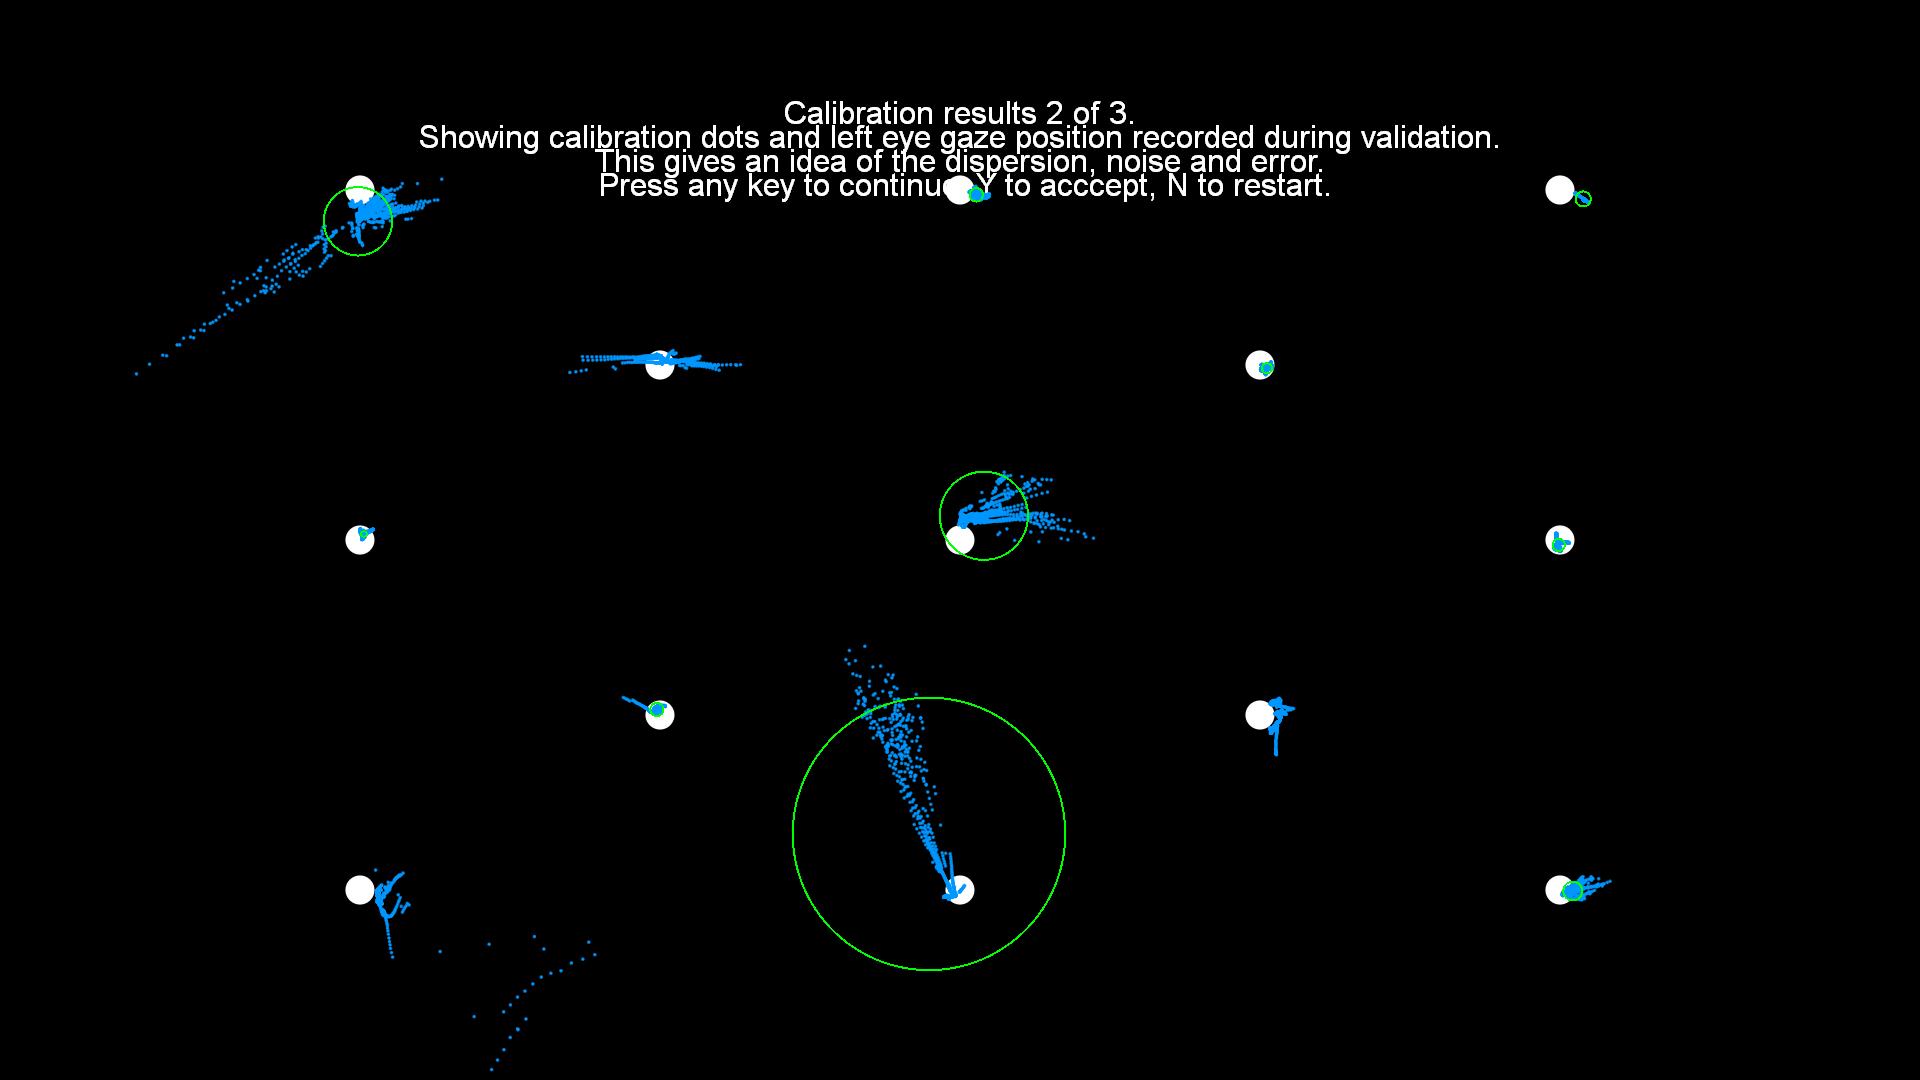 Calibration results 2 of 3.
Showing calibration dots and left eye gaze position recorded during validation.
This gives an idea of the dispersion, noise and error.
Press any key to continue, Y to acccept, N to restart.